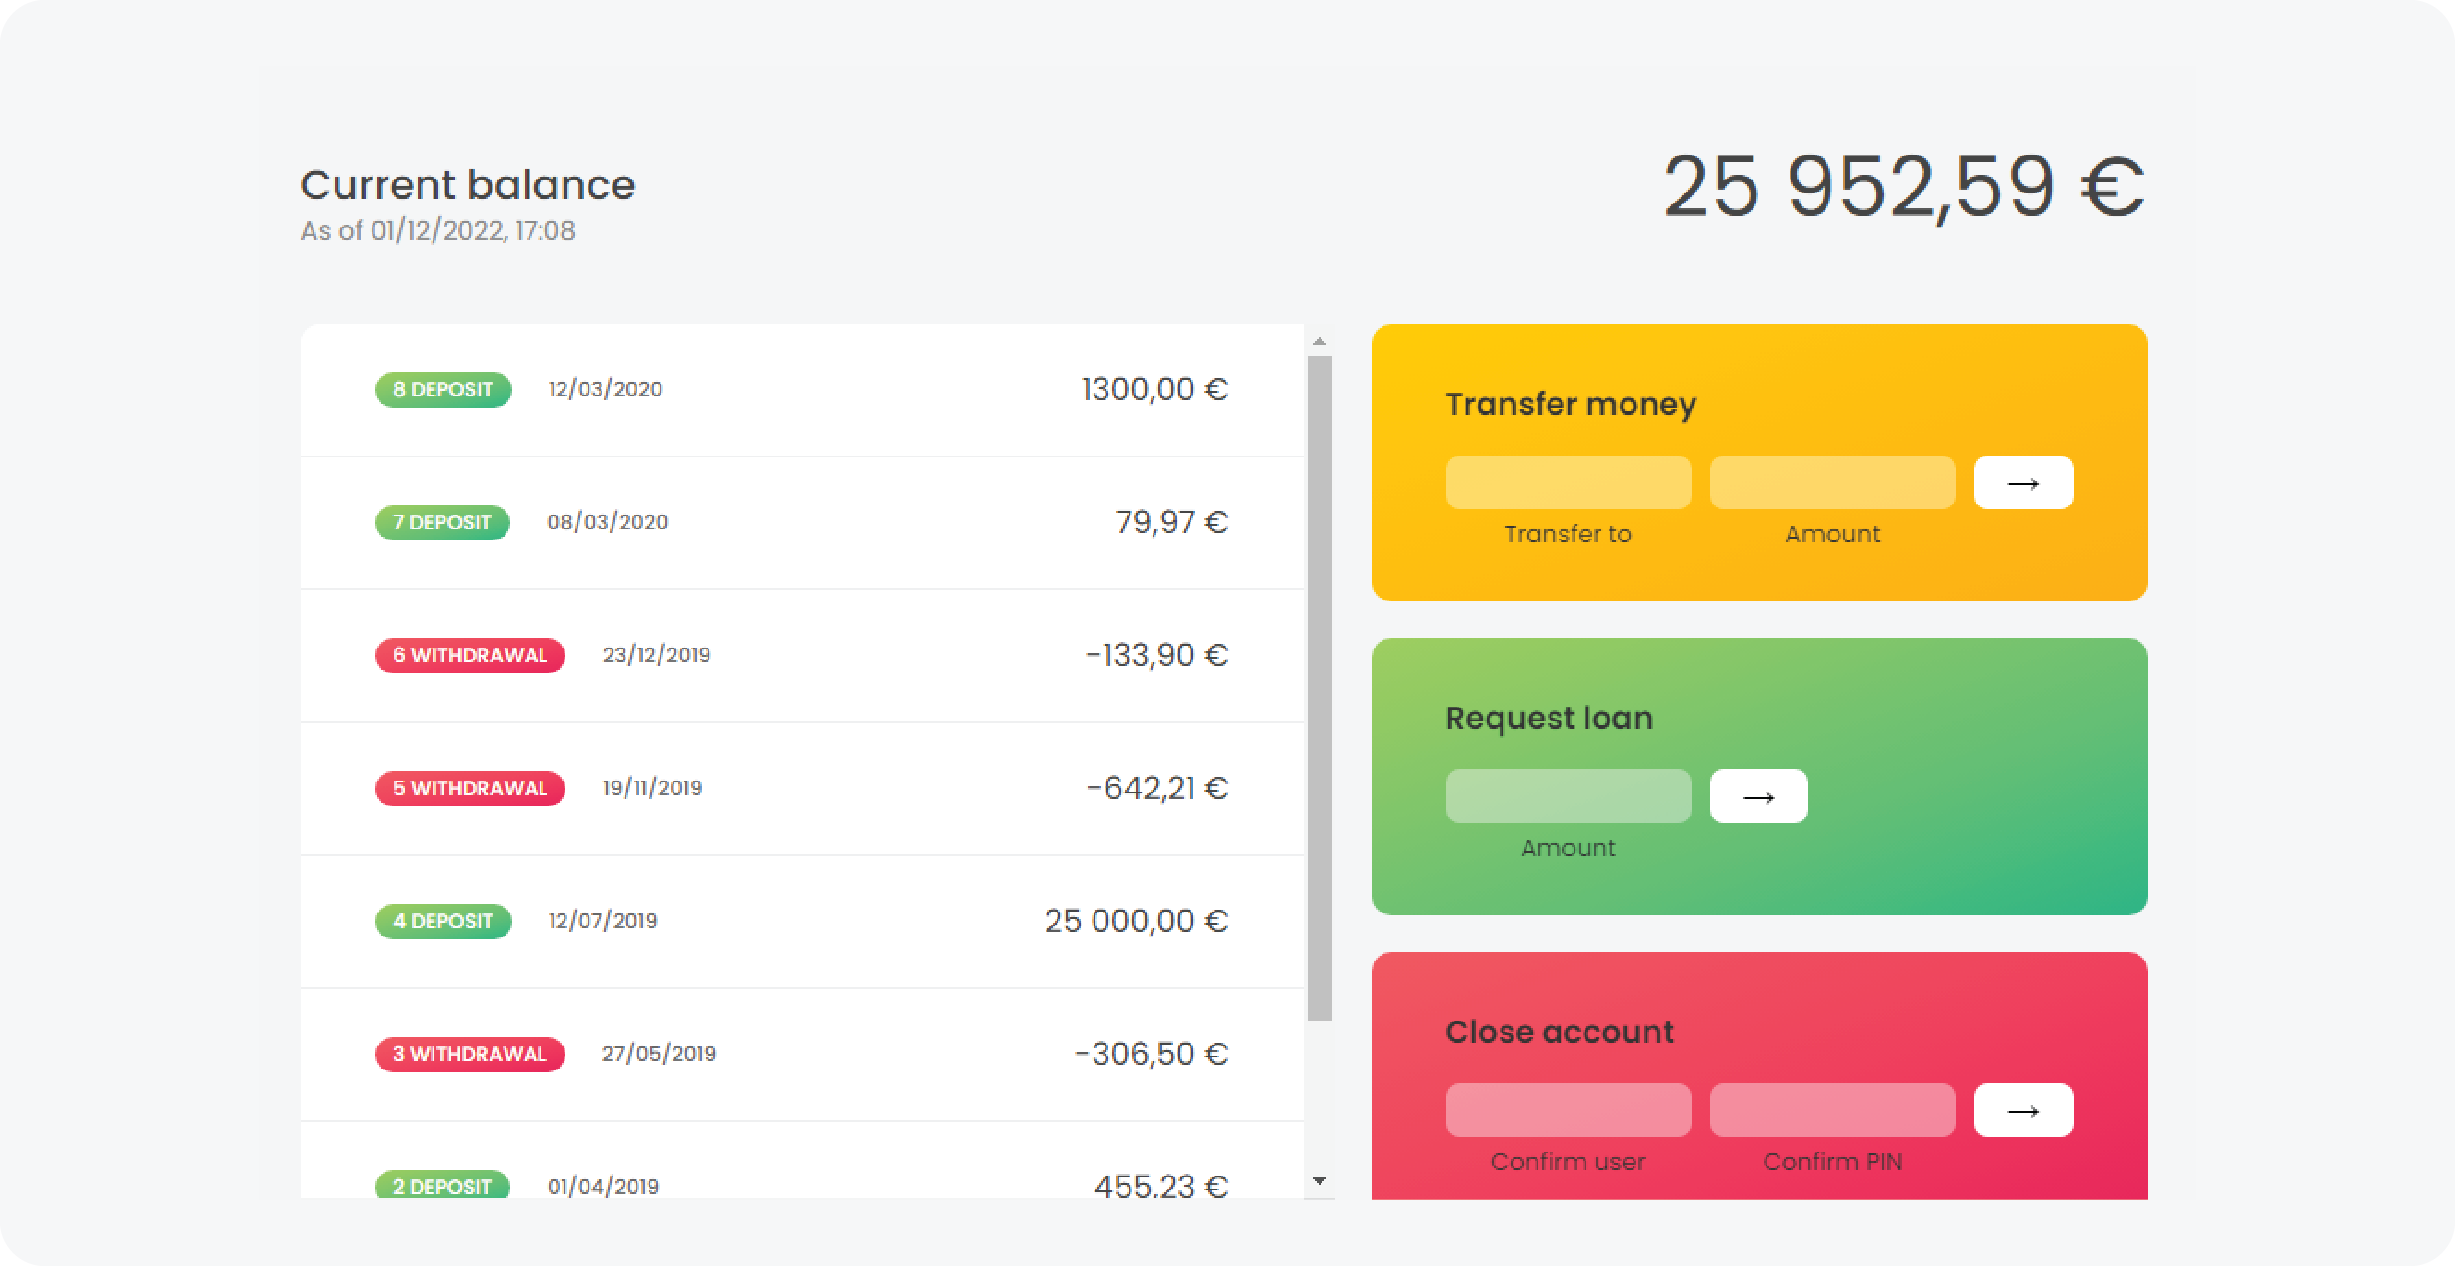 Current balance
As of 01/12/2022, 17:08
25 952,59 €
8 DEPOSIT 12/03/2020 1300,00 €
7 DEPOSIT 08/03/2020 79,97 €
6 WITHDRAWAL 23/12/2019 -133,90 €
5 WITHDRAWAL 19/11/2019 -642,21 €
4 DEPOSIT 12/07/2019 25 000,00 €
3 WITHDRAWAL 27/05/2019 -306,50 €
2 DEPOSIT 01/04/2019 455,23 €
Transfer money
→
Transfer to Amount
Request loan
→
Amount
Close account
→
Confirm user Confirm PIN